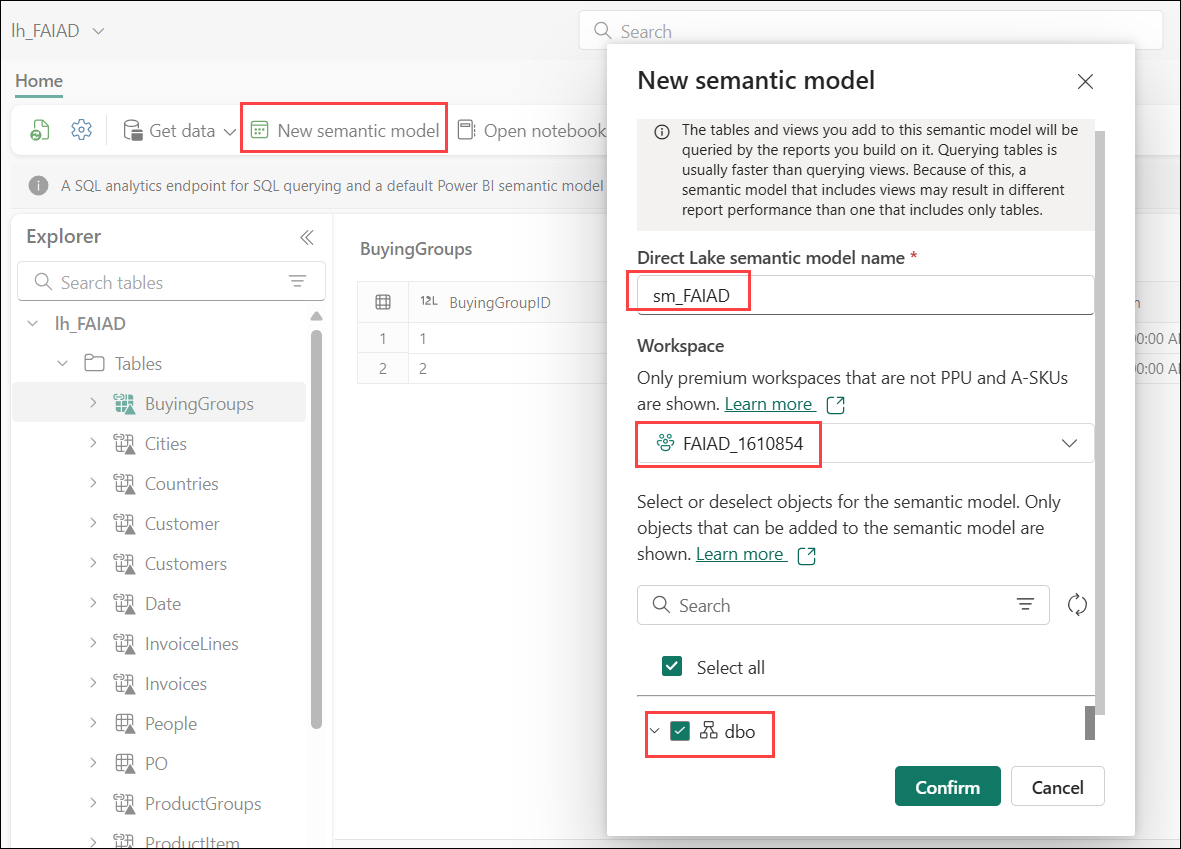 lh_FAIAD
Search
Home
Get data
New semantic model
Open notebook
A SQL analytics endpoint for SQL querying and a default Power BI semantic model
Explorer
Search tables
lh_FAIAD
Tables
BuyingGroups
Cities
Countries
Customer
Customers
Date
InvoiceLines
Invoices
People
PO
ProductGroups
ProductItem
BuyingGroups
12L BuyingGroupID
1 1
2 2
00:00 A
00:00 A
New semantic model
The tables and views you add to this semantic model will be
queried by the reports you build on it. Querying tables is
usually faster than querying views. Because of this, a
semantic model that includes views may result in different
report performance than one that includes only tables.
Direct Lake semantic model name *
sm_FAIAD
Workspace
Only premium workspaces that are not PPU and A-SKUs
are shown. Learn more
FAIAD_1610854
Select or deselect objects for the semantic model. Only
objects that can be added to the semantic model are
shown. Learn more
Search
Select all
dbo
Confirm
Cancel